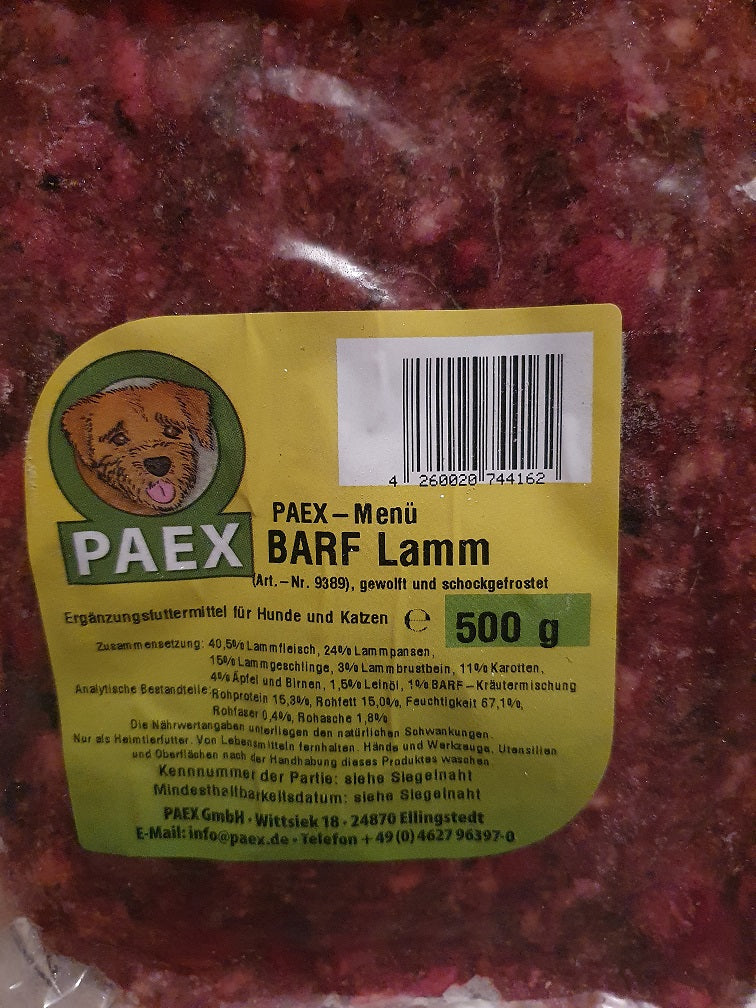 4 260020 744162
PAEX
PAEX – Menü
BARF Lamm
(Art.–Nr. 9389), gewolft und schockgefrostet
Ergänzungsfuttermittel für Hunde und Katzen ℮ 500 g
Zusammensetzung: 40,5% Lammfleisch, 24% Lammpansen,
15% Lammgeschlinge, 3% Lammbrustbein, 11% Karotten,
4% Äpfel und Birnen, 1,5% Leinöl, 1% BARF–Kräutermischung
Analytische Bestandteile: Rohprotein 15,3%, Rohfett 15,0%, Feuchtigkeit 67,1%,
Rohfaser 0,4%, Rohasche 1,8%
Die Nährwertangaben unterliegen den natürlichen Schwankungen.
Nur als Heimtierfutter. Von Lebensmitteln fernhalten. Hände und Werkzeuge, Utensilien
und Oberflächen nach der Handhabung dieses Produktes waschen
Kennnummer der Partie: siehe Siegelnaht
Mindesthaltbarkeitsdatum: siehe Siegelnaht
PAEX GmbH · Wittsiek 18 · 24870 Ellingstedt
E-Mail: info@paex.de · Telefon +49 (0) 4627 96397-0